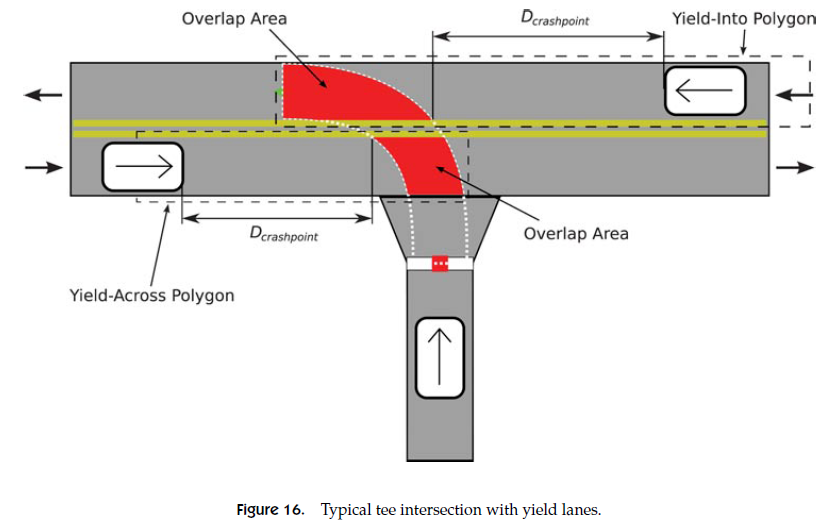 Overlap Area
Dcrashpoint
Yield-Into Polygon
Dcrashpoint
Overlap Area
Yield-Across Polygon
Figure 16. Typical tee intersection with yield lanes.